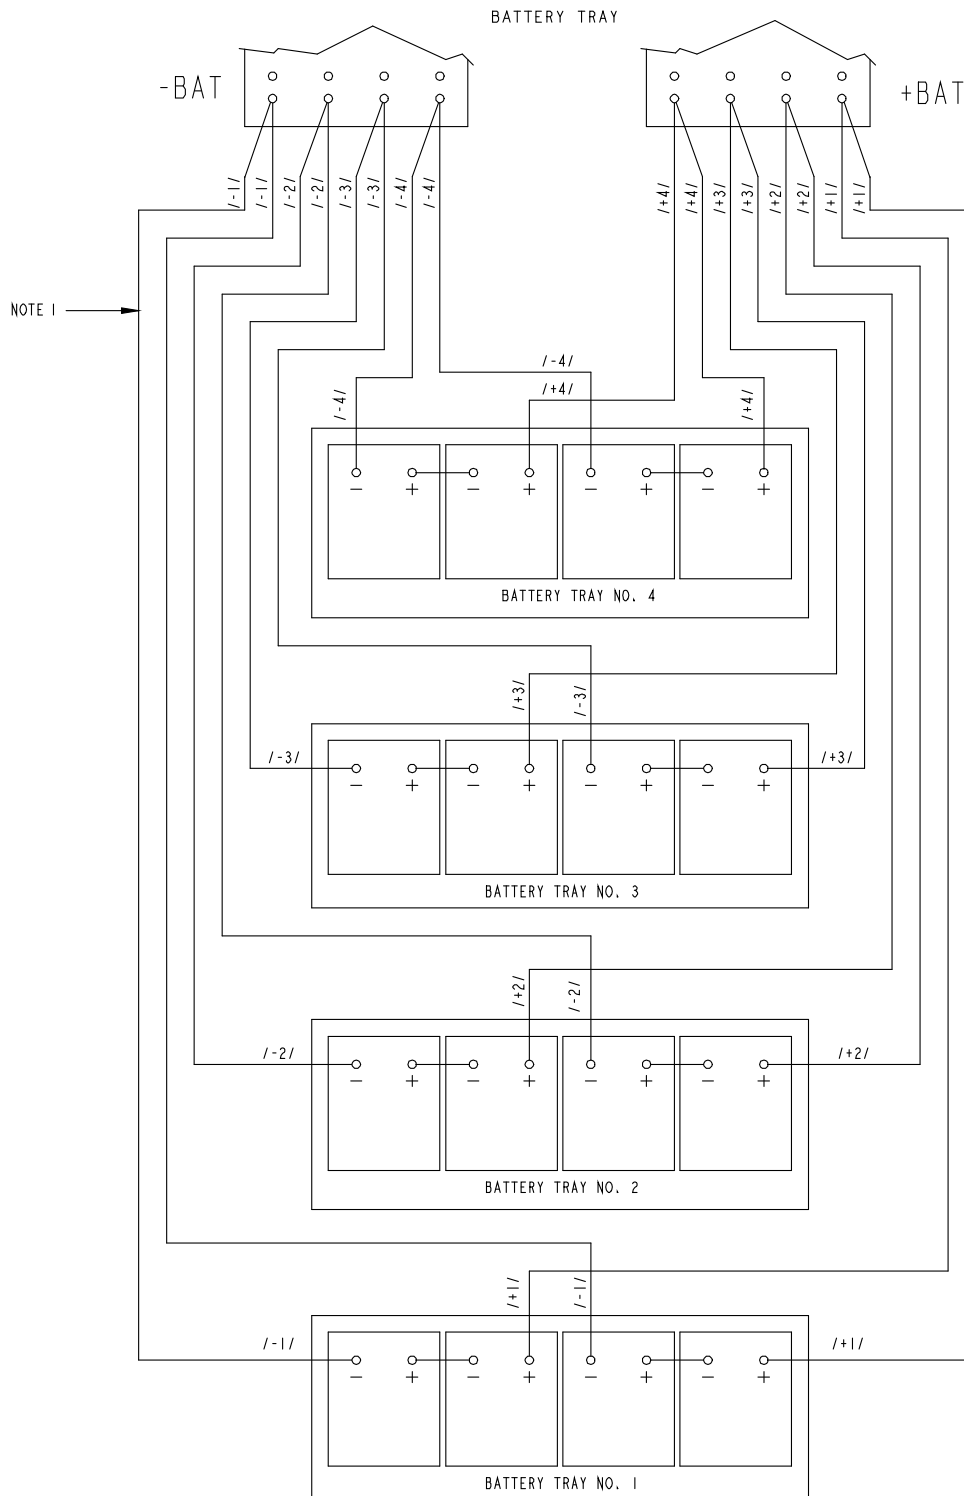 BATTERY TRAY
-BAT
+BAT
/-1/ /-1/ /-2/ /-2/ /-3/ /-3/ /-4/ /-4/
/+4/ /+4/ /+3/ /+3/ /+2/ /+2/ /+1/ /+1/
NOTE 1
/-4/
/+4/
/-4/ /+4/
- + - + - + - +
BATTERY TRAY NO. 4
/+3/ /-3/
/-3/ /+3/
- + - + - + - +
BATTERY TRAY NO. 3
/+2/ /-2/
/-2/ /+2/
- + - + - + - +
BATTERY TRAY NO. 2
/+1/ /-1/
/-1/ /+1/
- + - + - + - +
BATTERY TRAY NO. 1